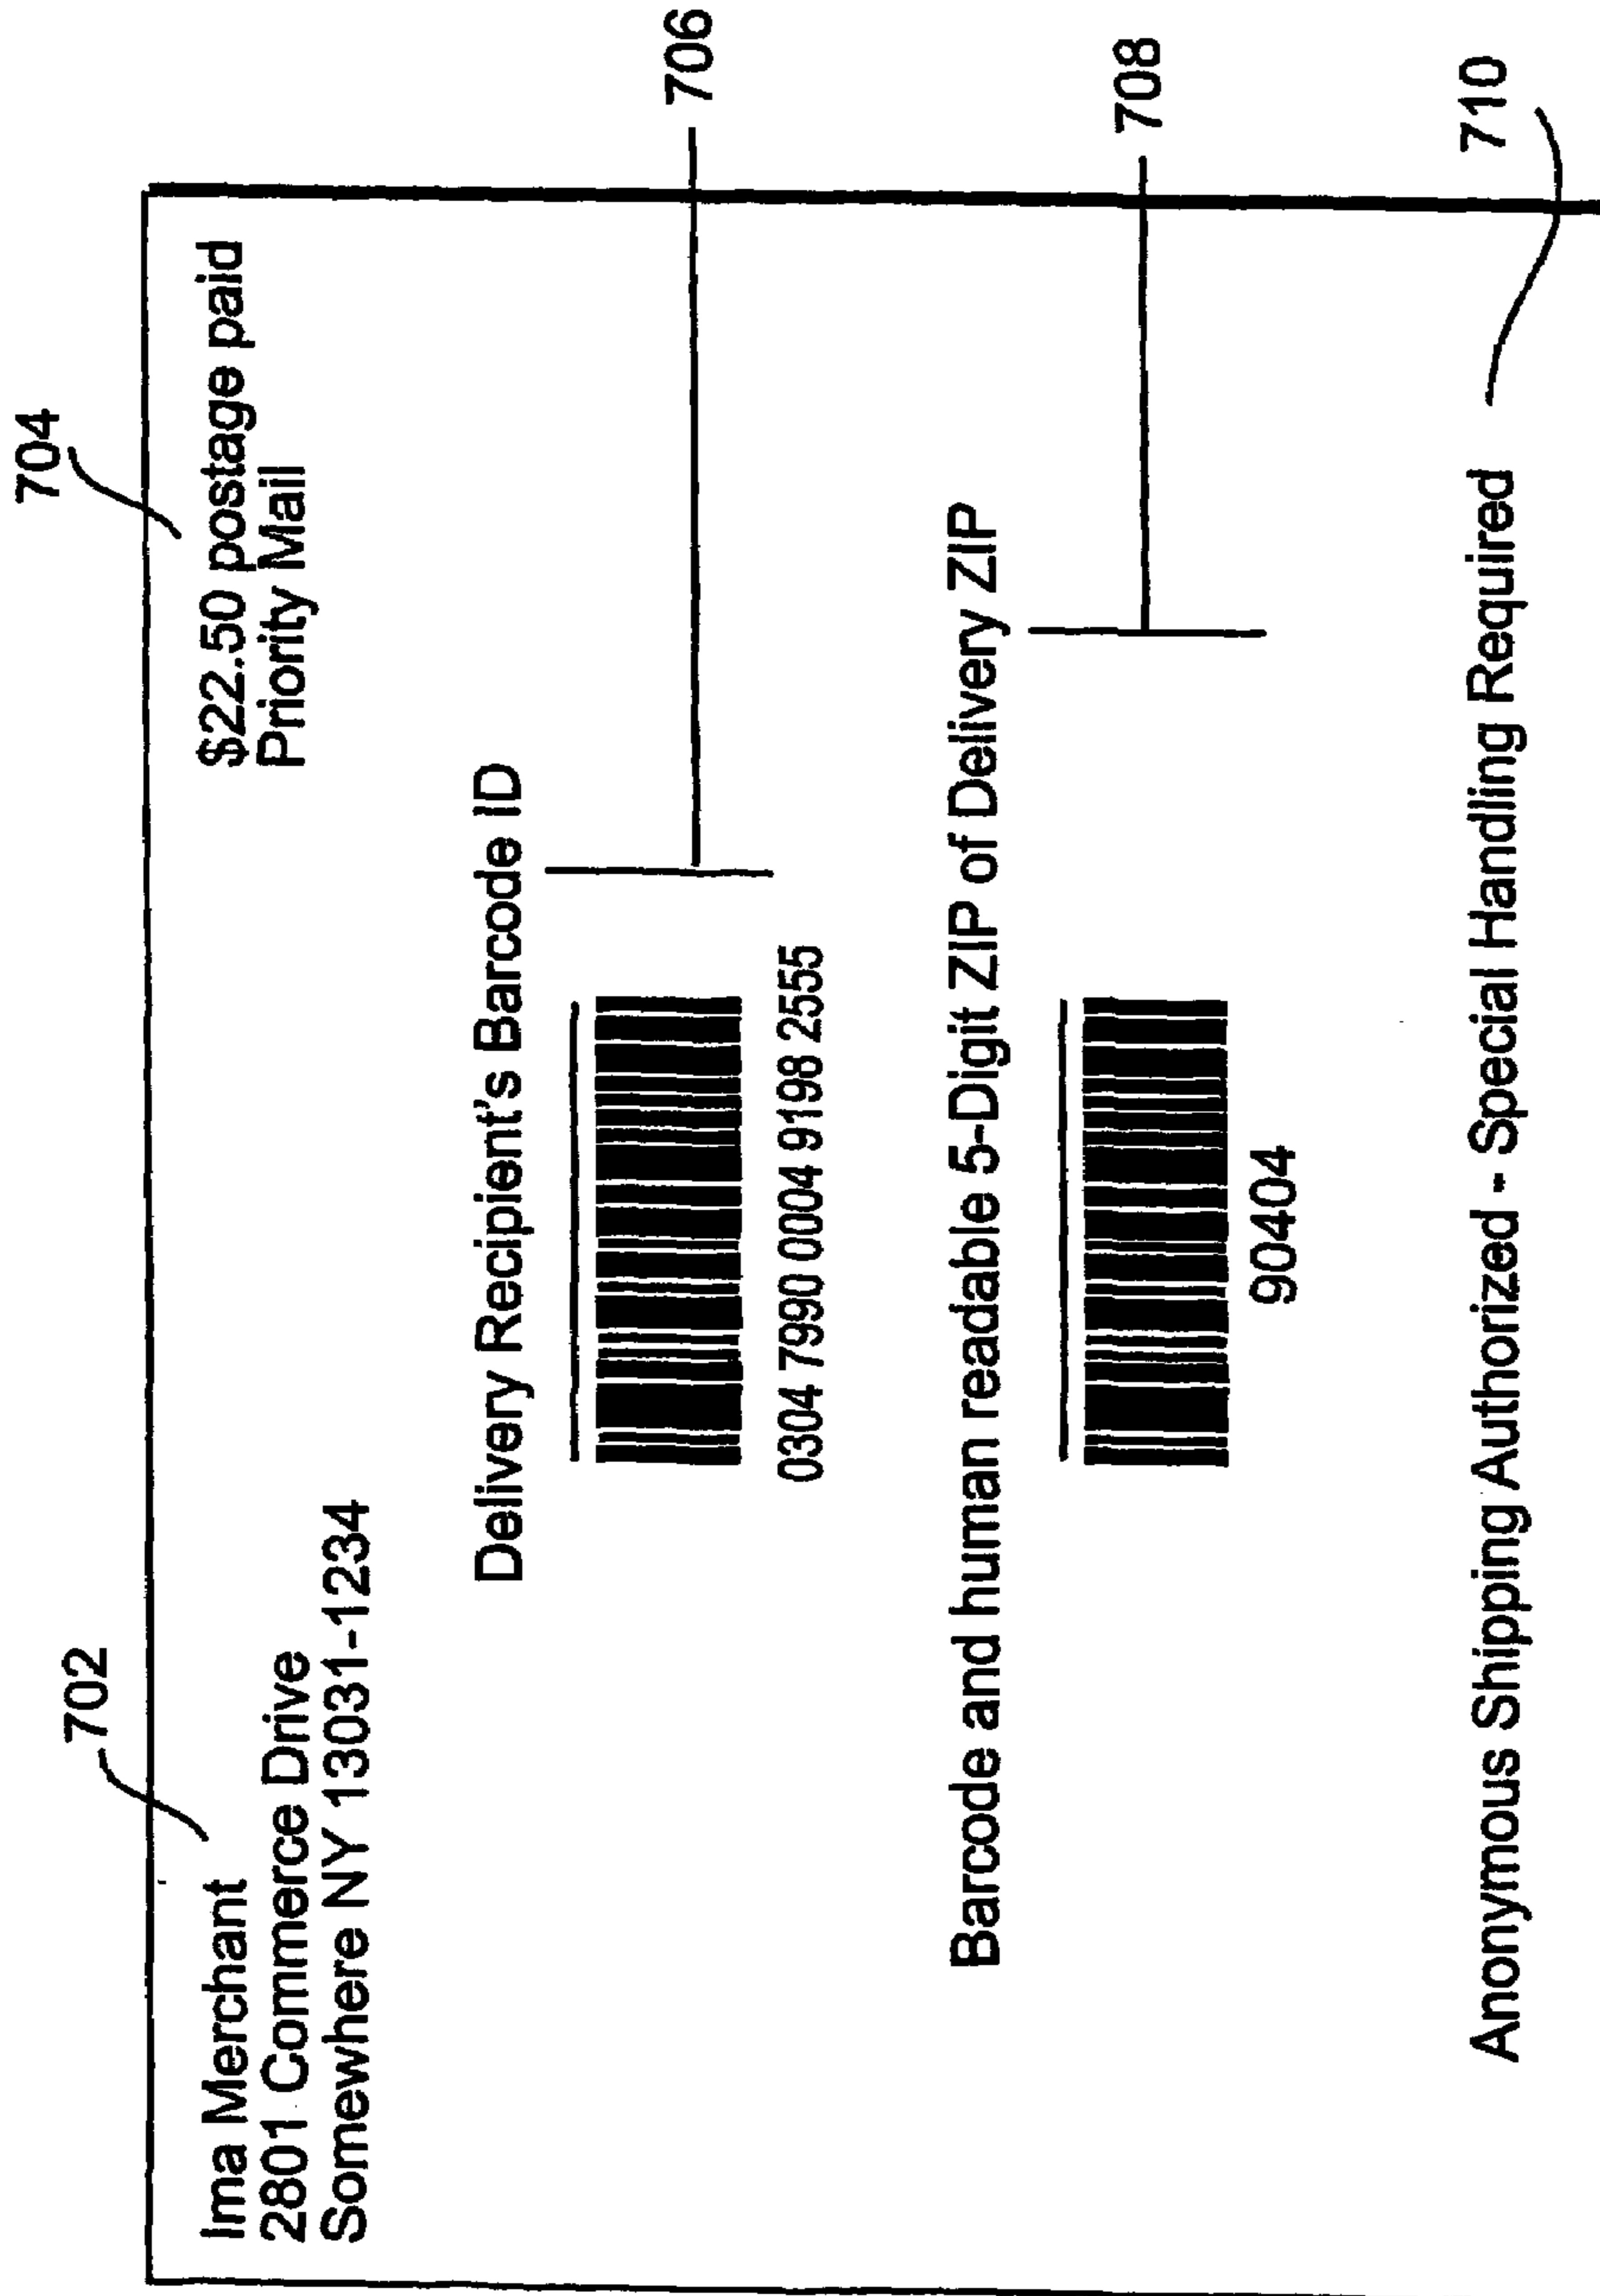 704
702
Ima Merchant
2801 Commerce Drive
Somewhere NY 13031-1234
$22.50 postage paid
Priority Mail
Delivery Recipient's Barcode ID
706
0304 7990 0004 9198 2555
Barcode and human readable 5-Digit ZIP of Delivery ZIP
708
90404
Anonymous Shipping Authorized - Special Handling Required
710